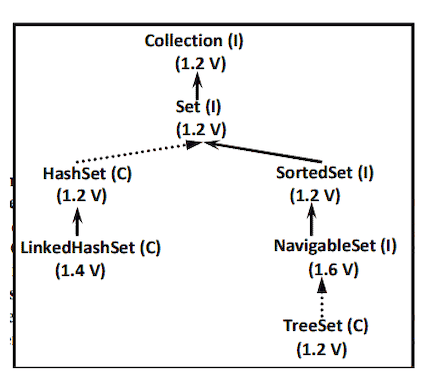 Collection (I)
(1.2 V)
Set (I)
(1.2 V)
HashSet (C)
(1.2 V)
SortedSet (I)
(1.2 V)
LinkedHashSet (C)
(1.4 V)
NavigableSet (I)
(1.6 V)
TreeSet (C)
(1.2 V)